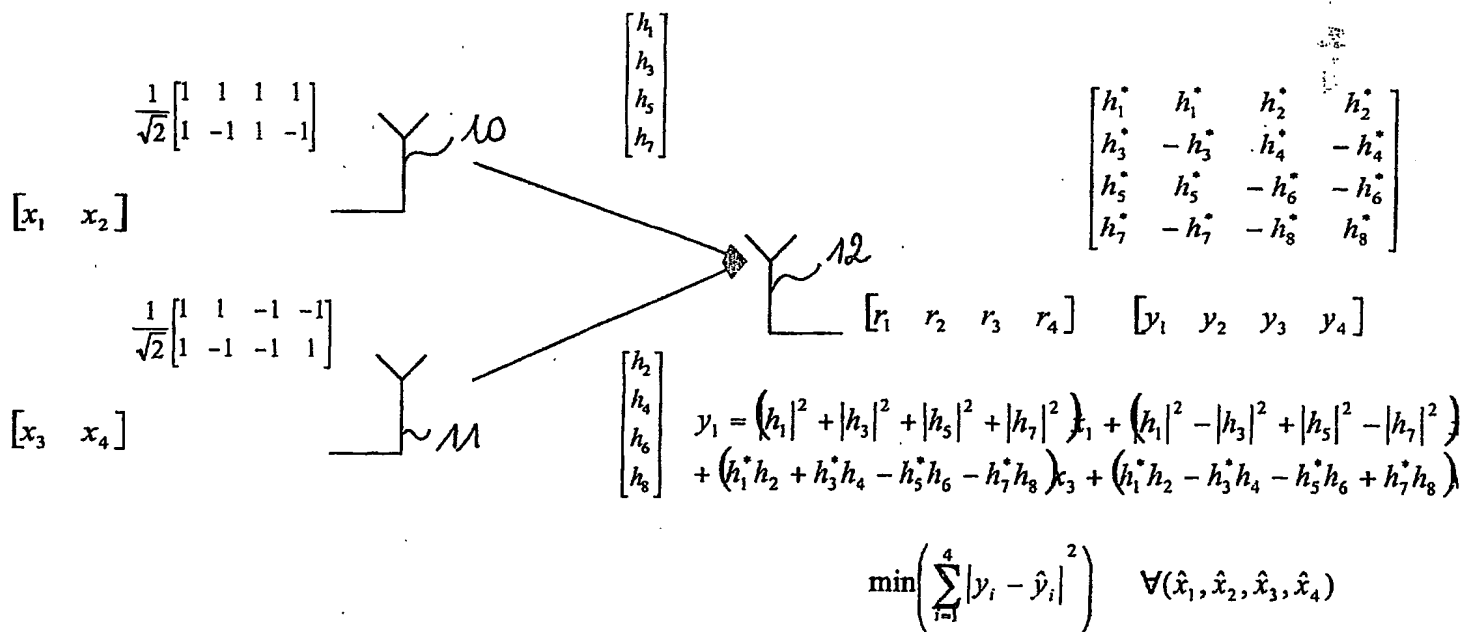 [h₁
h₃
h₅
h₇]
1/√2 [1 1 1 1
1 -1 1 -1]
10
[x₁ x₂]
[h₁* h₁* h₂* h₂*
h₃* -h₃* h₄* -h₄*
h₅* h₅* -h₆* -h₆*
h₇* -h₇* -h₈* h₈*]
12
[r₁ r₂ r₃ r₄] [y₁ y₂ y₃ y₄]
1/√2 [1 1 -1 -1
1 -1 -1 1]
11
[x₃ x₄]
[h₂
h₄
h₆
h₈]
y₁ = (h₁|² + |h₃|² + |h₅|² + |h₇|²)x₁ + (h₁|² - |h₃|² + |h₅|² - |h₇|²)
+ (h₁*h₂ + h₃*h₄ - h₅*h₆ - h₇*h₈)x₃ + (h₁*h₂ - h₃*h₄ - h₅*h₆ + h₇*h₈)
min(∑ᵢ₌₁⁴ |yᵢ - ŷᵢ|²) ∀(x̂₁, x̂₂, x̂₃, x̂₄)